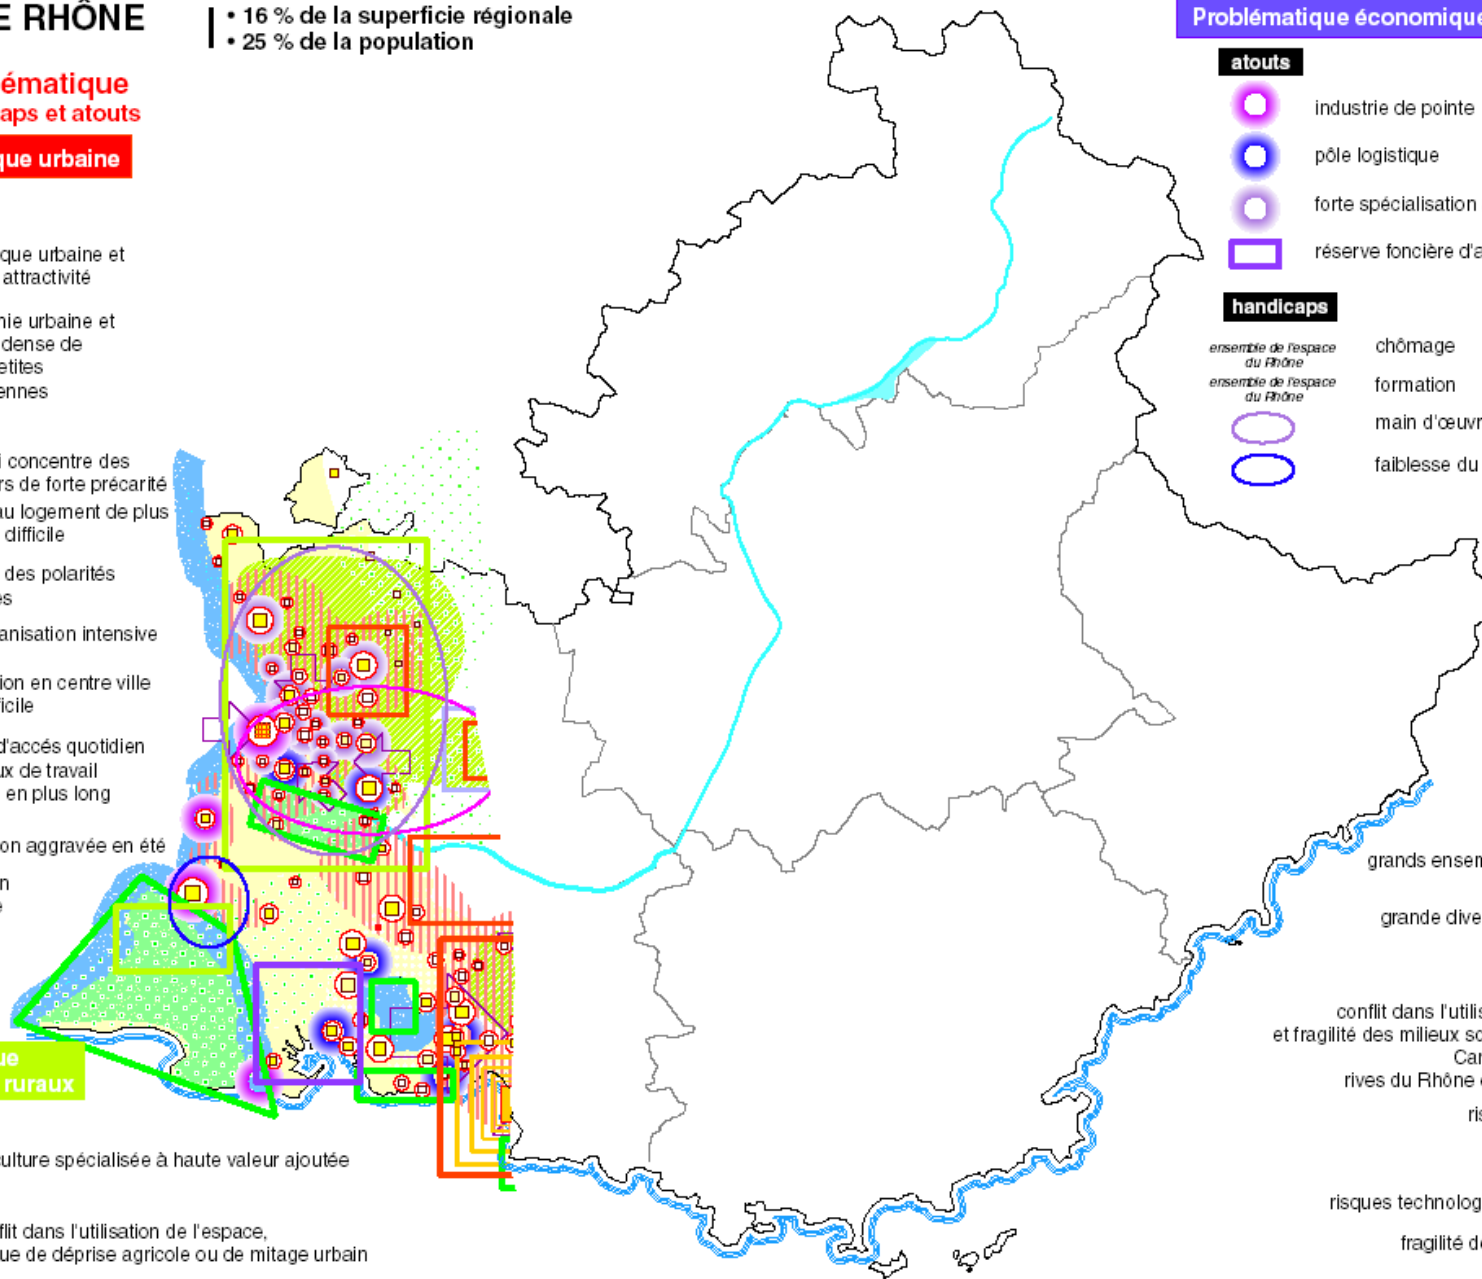 E RHÔNE
• 16 % de la superficie régionale
• 25 % de la population
ématique
aps et atouts
que urbaine
que urbaine et
attractivité
nie urbaine et
dense de
etites
ennes
i concentre des
rs de forte précarité
au logement de plus
difficile
des polarités
es
anisation intensive
ion en centre ville
icile
d'accés quotidien
ux de travail
en plus long
on aggravée en été
n
e
ue
ruraux
culture spécialisée à haute valeur ajoutée
flit dans l'utilisation de l'espace,
ue de déprise agricole ou de mitage urbain
Problématique économique
atouts
industrie de pointe
pôle logistique
forte spécialisation
réserve foncière d'a
handicaps
ensemble de l'espace
du Rhône
chômage
ensemble de l'espace
du Rhône
formation
main d'œuvr
faiblesse du
grands ensem
grande dive
conflit dans l'utilis
et fragilité des milieux so
Car
rives du Rhône
ris
risques technolog
fragilité de